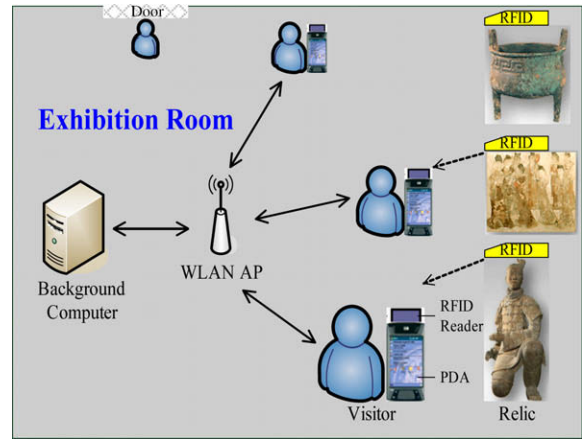 Door
RFID
Exhibition Room
RFID
WLAN AP
Background
Computer
RFID
RFID
Reader
PDA
Visitor
Relic